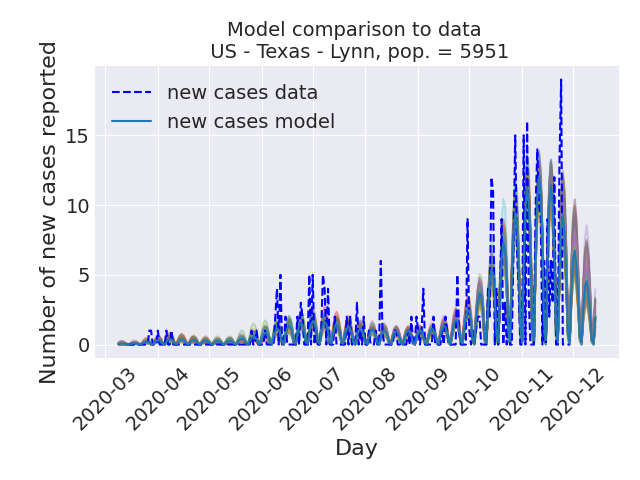 Model comparison to data
US - Texas - Lynn, pop. = 5951
Number of new cases reported
new cases data
new cases model
15
10
5
0
2020-03
2020-04
2020-05
2020-06
2020-07
2020-08
2020-09
2020-10
2020-11
2020-12
Day